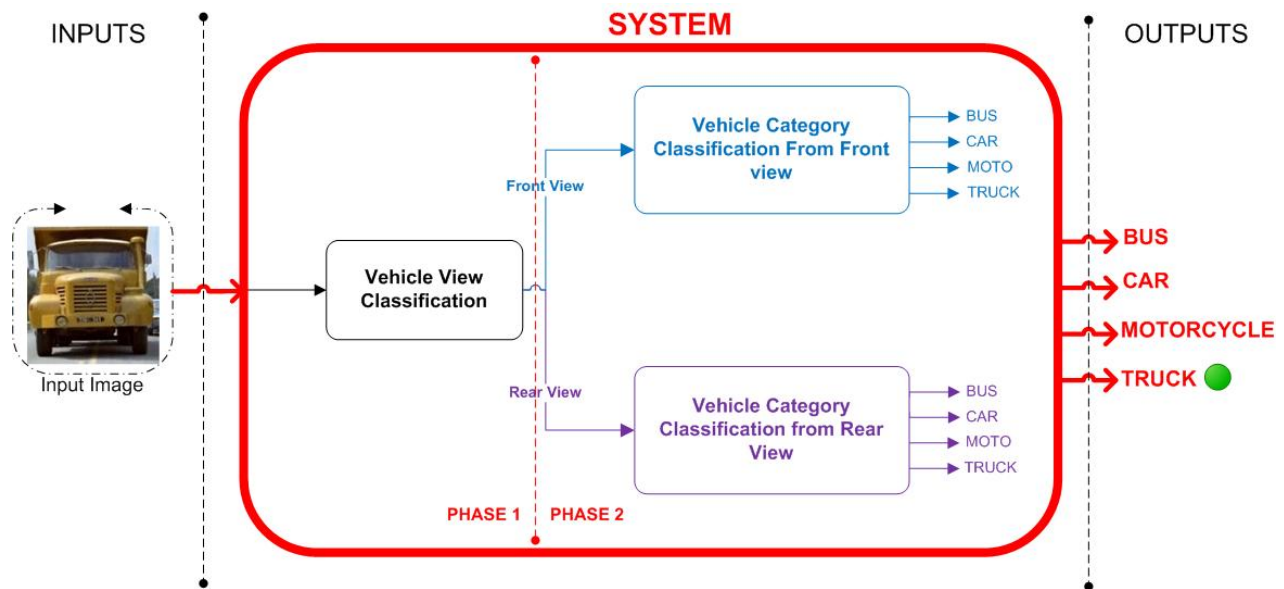 INPUTS
SYSTEM
OUTPUTS
Vehicle Category
Classification From Front
view
BUS
CAR
MOTO
TRUCK
Front View
Vehicle View
Classification
Input Image
Rear View
Vehicle Category
Classification from Rear
View
BUS
CAR
MOTO
TRUCK
PHASE 1
PHASE 2
BUS
CAR
MOTORCYCLE
TRUCK